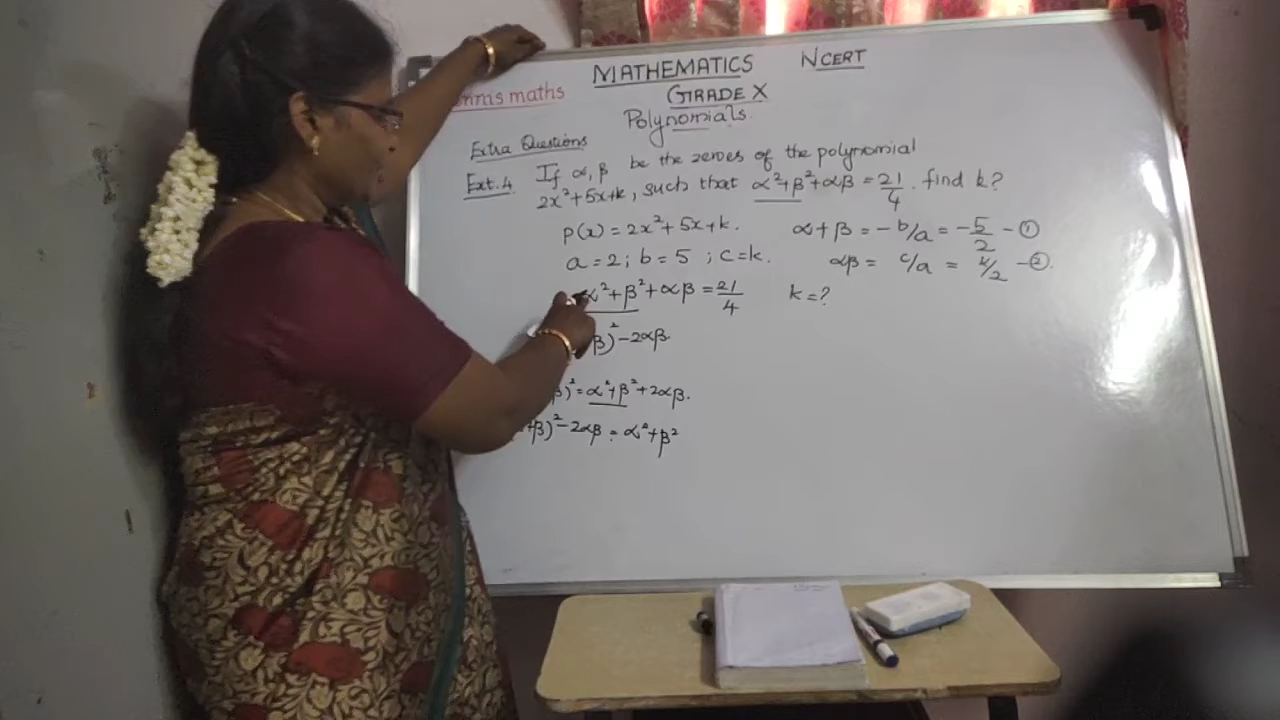 MATHEMATICS NCERT
maths
GRADE X
Polynomials.
Extra Questions
Ext.4 If α, β be the zeroes of the polynomial
2x²+5x+k, such that α²+β²+αβ = 21/4 . find k?
p(x) = 2x²+5x+k. α+β = -b/a = -5/2 -①
a = 2 ; b = 5 ; c = k. αβ = c/a = k/2 -②.
α²+β²+αβ = 21/4 k = ?
β)²-2αβ.
β)² = α²+β²+2αβ.
+β)²-2αβ = α²+β²